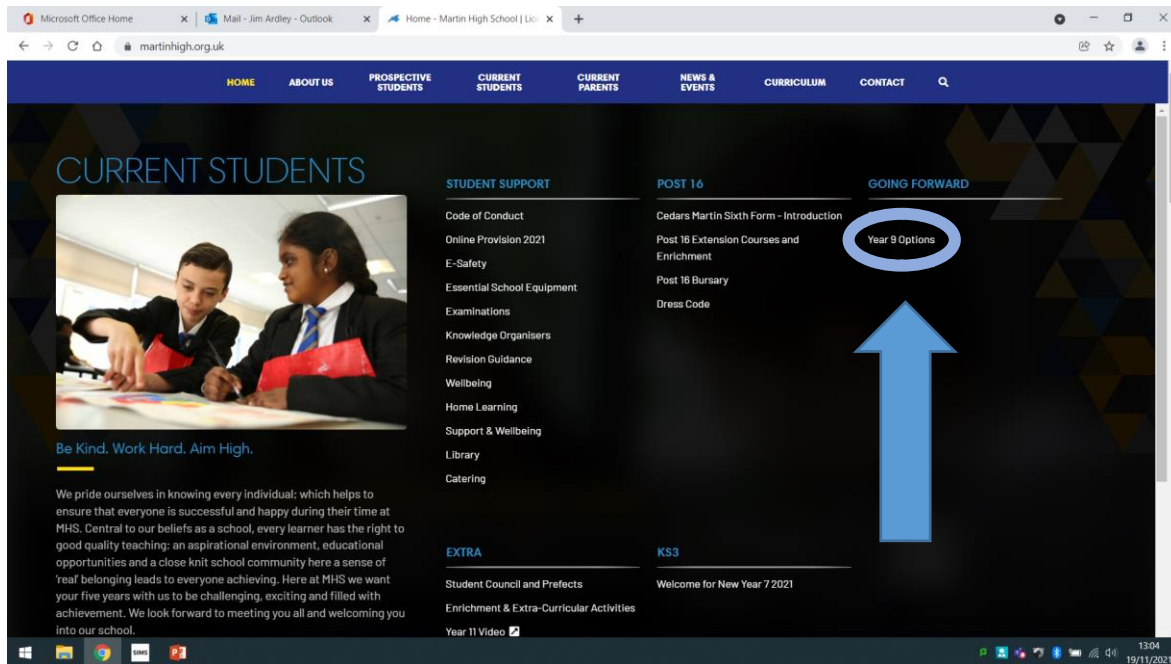 Microsoft Office Home
Mail - Jim Ardley - Outlook
Home - Martin High School | Lio
martinhigh.org.uk
HOME
ABOUT US
PROSPECTIVE
STUDENTS
CURRENT
STUDENTS
CURRENT
PARENTS
NEWS &
EVENTS
CURRICULUM
CONTACT
CURRENT STUDENTS
Be Kind. Work Hard. Aim High.
We pride ourselves in knowing every individual; which helps to
ensure that everyone is successful and happy during their time at
MHS. Central to our beliefs as a school, every learner has the right to
good quality teaching: an aspirational environment, educational
opportunities and a close knit school community here a sense of
'real' belonging leads to everyone achieving. Here at MHS we want
your five years with us to be challenging, exciting and filled with
achievement. We look forward to meeting you all and welcoming you
into our school.
STUDENT SUPPORT
Code of Conduct
Online Provision 2021
E-Safety
Essential School Equipment
Examinations
Knowledge Organisers
Revision Guidance
Wellbeing
Home Learning
Support & Wellbeing
Library
Catering
POST 16
Cedars Martin Sixth Form - Introduction
Post 16 Extension Courses and
Enrichment
Post 16 Bursary
Dress Code
GOING FORWARD
Year 9 Options
EXTRA
Student Council and Prefects
Enrichment & Extra-Curricular Activities
Year 11 Video
KS3
Welcome for New Year 7 2021
SIMS
13:04
19/11/2021